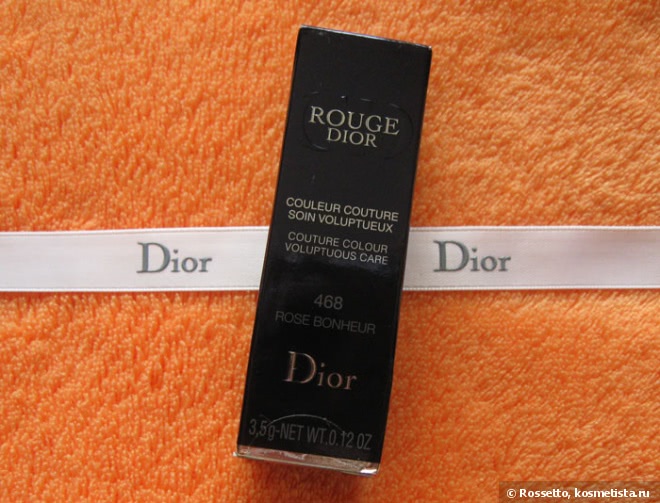 ROUGE
DIOR
COULEUR COUTURE
SOIN VOLUPTUEUX
COUTURE COLOUR
VOLUPTUOUS CARE
Dior
Dior
468
ROSE BONHEUR
Dior
3,5g-NET WT.0.12 OZ
© Rossetto, kosmetista.ru